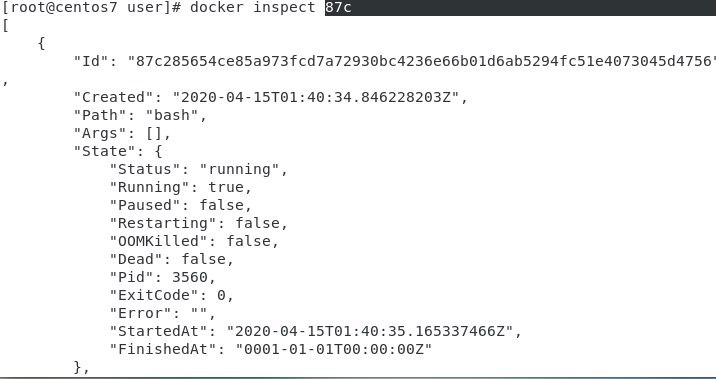 [root@centos7 user]# docker inspect 87c
[
    {
        "Id": "87c285654ce85a973fcd7a72930bc4236e66b01d6ab5294fc51e4073045d4756"
,
        "Created": "2020-04-15T01:40:34.846228203Z",
        "Path": "bash",
        "Args": [],
        "State": {
            "Status": "running",
            "Running": true,
            "Paused": false,
            "Restarting": false,
            "OOMKilled": false,
            "Dead": false,
            "Pid": 3560,
            "ExitCode": 0,
            "Error": "",
            "StartedAt": "2020-04-15T01:40:35.165337466Z",
            "FinishedAt": "0001-01-01T00:00:00Z"
        },